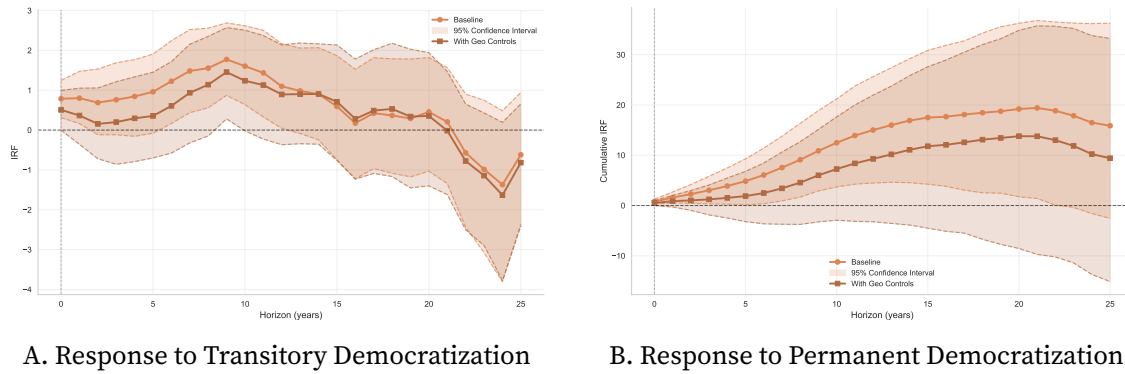 3
2
1
0
−1
−2
−3
−4
IRF
0
5
10
15
20
25
Horizon (years)
Baseline
95% Confidence Interval
With Geo Controls
A. Response to Transitory Democratization
30
20
10
0
−10
Cumulative IRF
0
5
10
15
20
25
Horizon (years)
Baseline
95% Confidence Interval
With Geo Controls
B. Response to Permanent Democratization